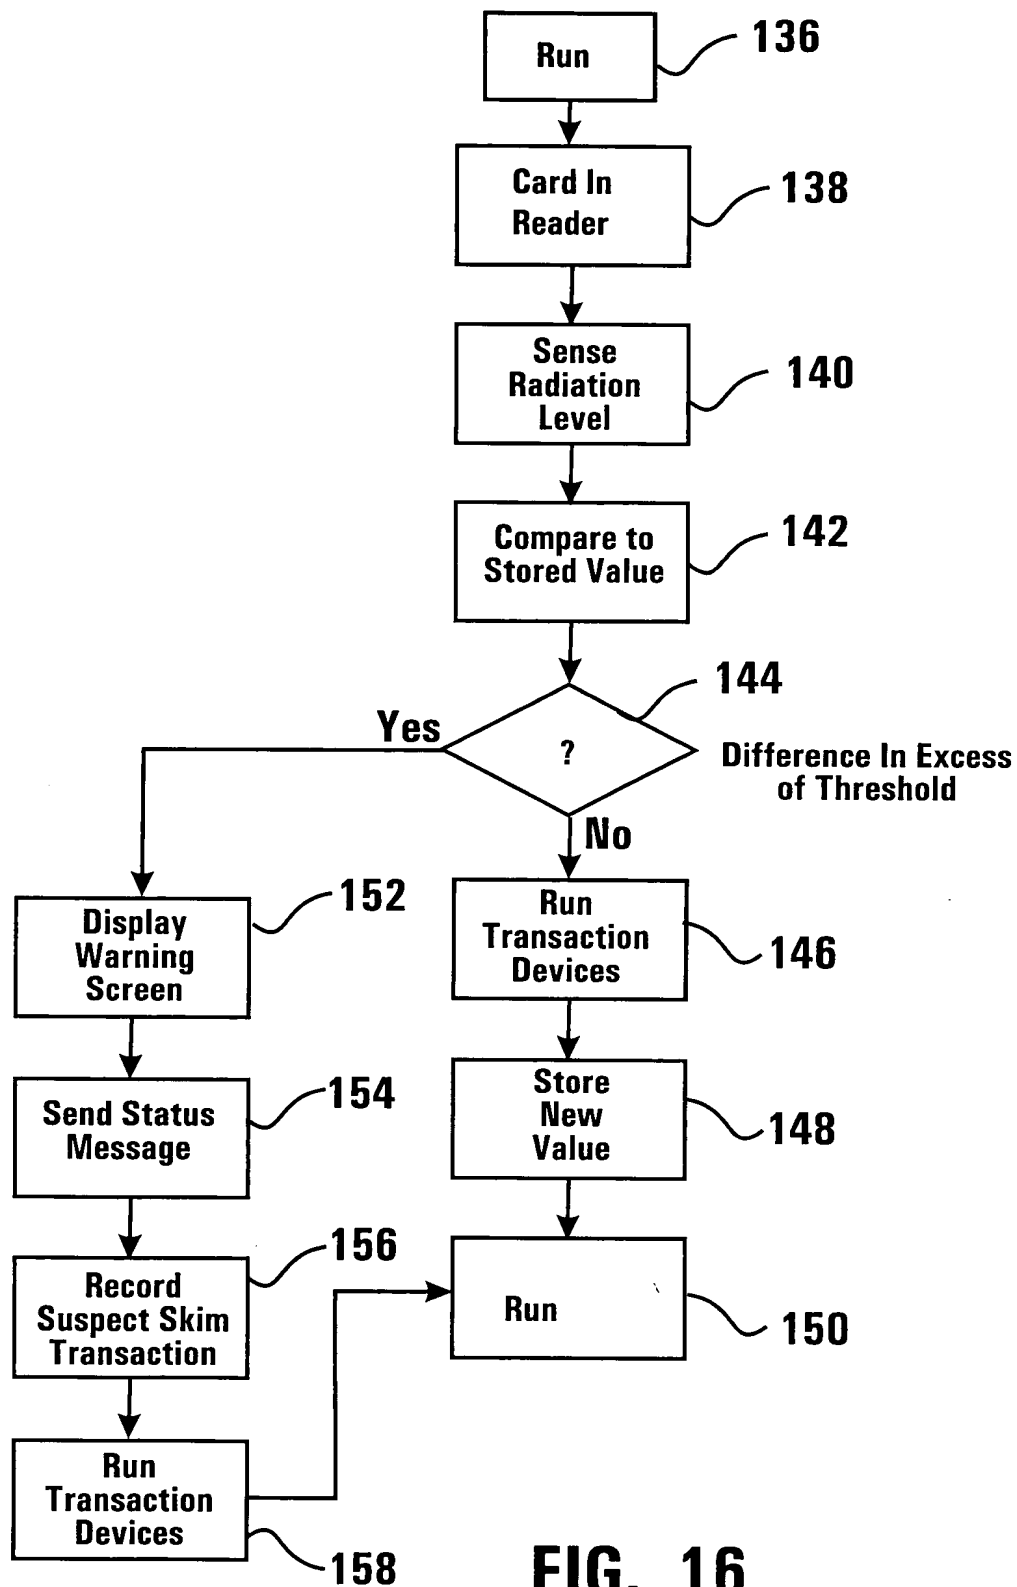 Run
136
Card In
Reader
138
Sense
Radiation
Level
140
Compare to
Stored Value
142
144
Yes
?
Difference In Excess
of Threshold
No
Display
Warning
Screen
152
Run
Transaction
Devices
146
Send Status
Message
154
Store
New
Value
148
Record
Suspect Skim
Transaction
156
Run
150
Run
Transaction
Devices
158
FIG. 16